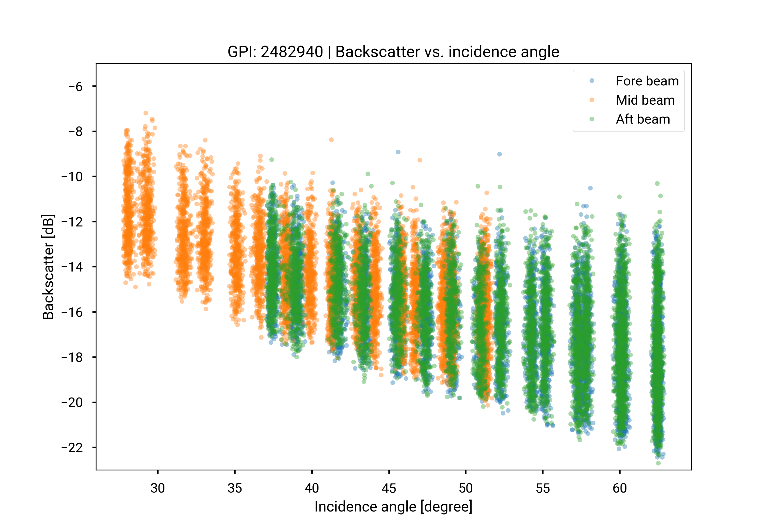 GPI: 2482940 | Backscatter vs. incidence angle
Fore beam
Mid beam
Aft beam
−6
−8
−10
−12
−14
−16
−18
−20
−22
Backscatter [dB]
30 35 40 45 50 55 60
Incidence angle [degree]